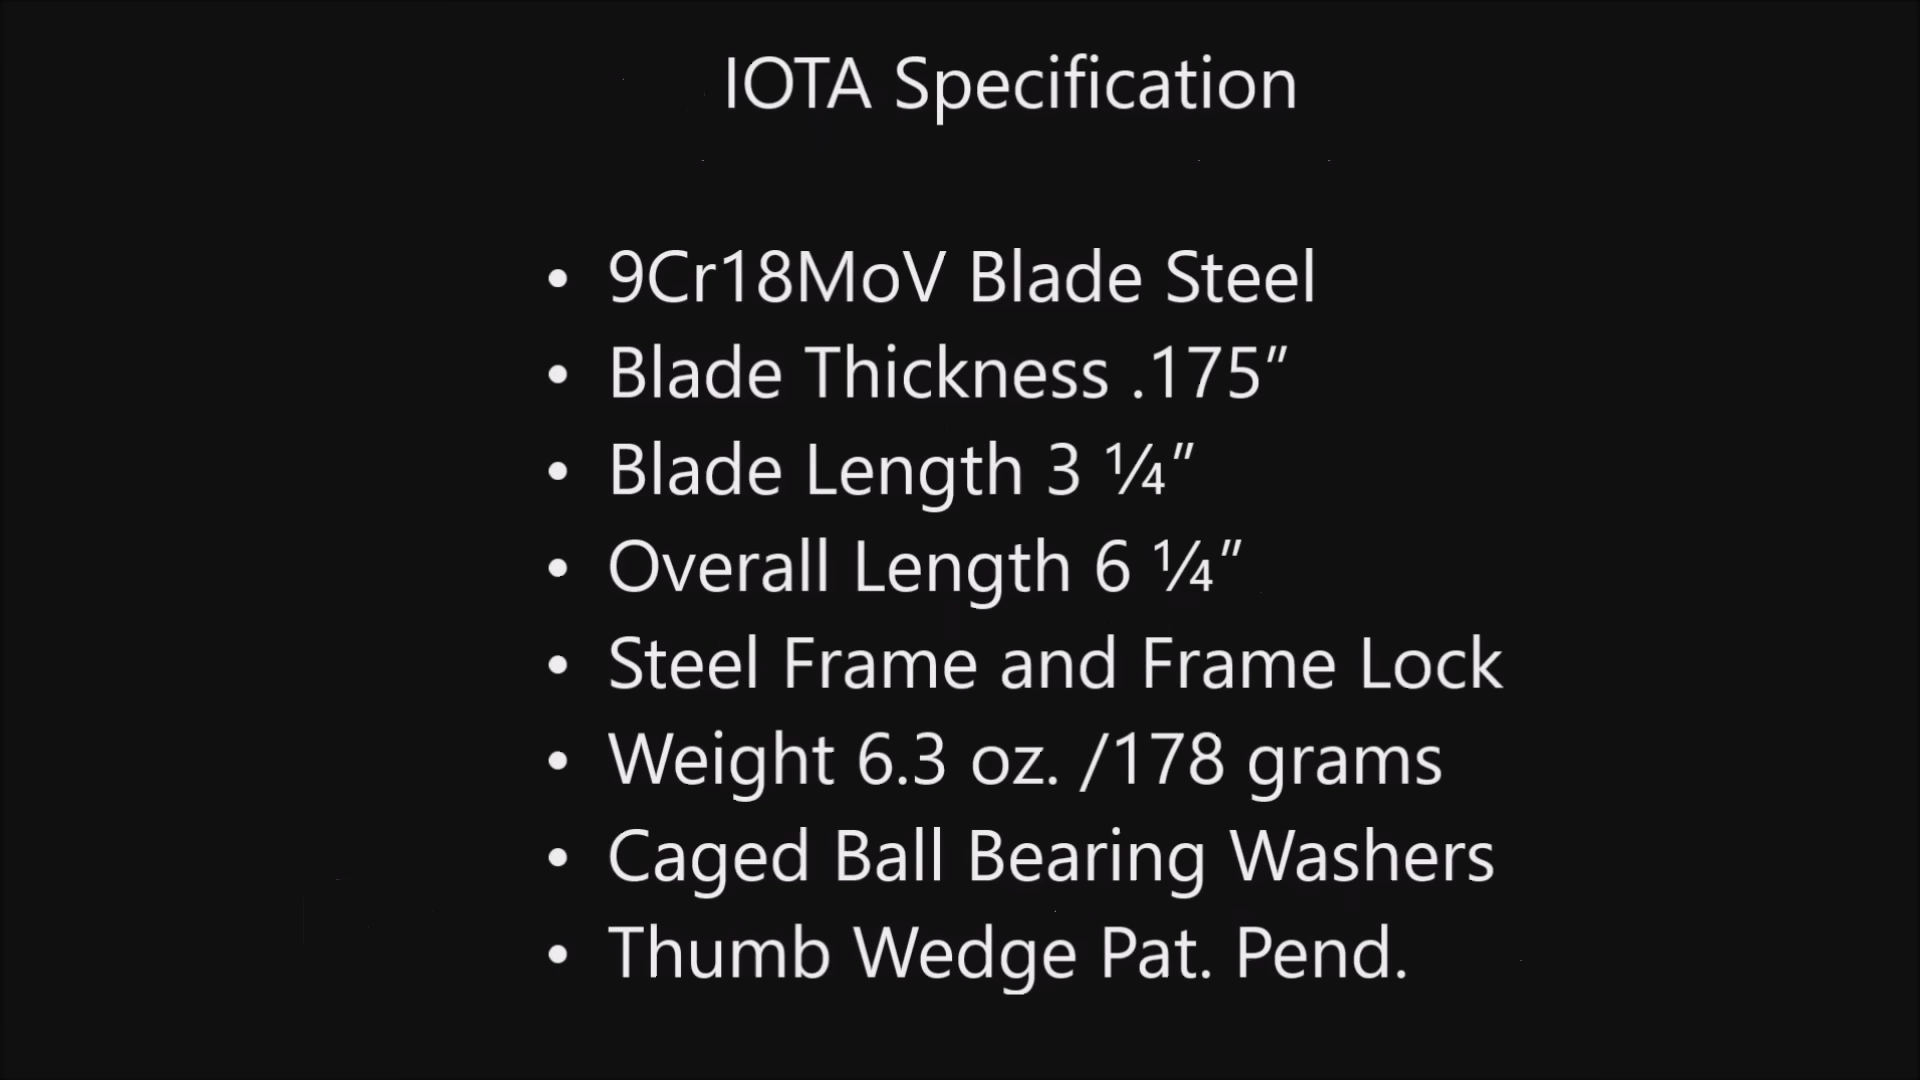 IOTA Specification
• 9Cr18MoV Blade Steel
• Blade Thickness .175”
• Blade Length 3 ¼”
• Overall Length 6 ¼”
• Steel Frame and Frame Lock
• Weight 6.3 oz. /178 grams
• Caged Ball Bearing Washers
• Thumb Wedge Pat. Pend.